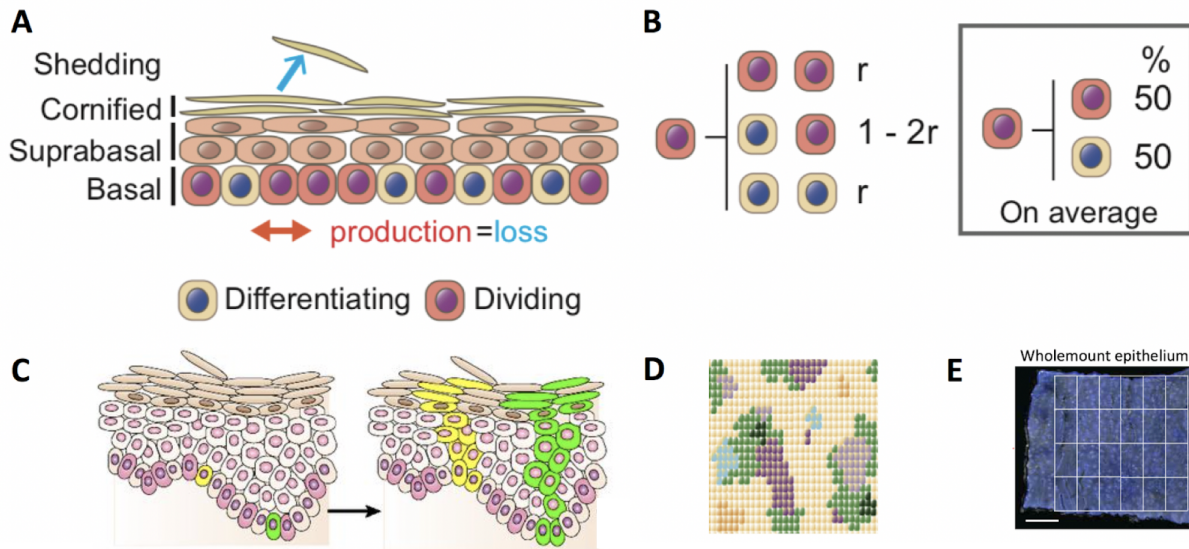 A
Shedding
Cornified
Suprabasal
Basal
production=loss
Differentiating
Dividing
B
r
1 - 2r
r
%
50
50
On average
C
D
E
Wholemount epithelium